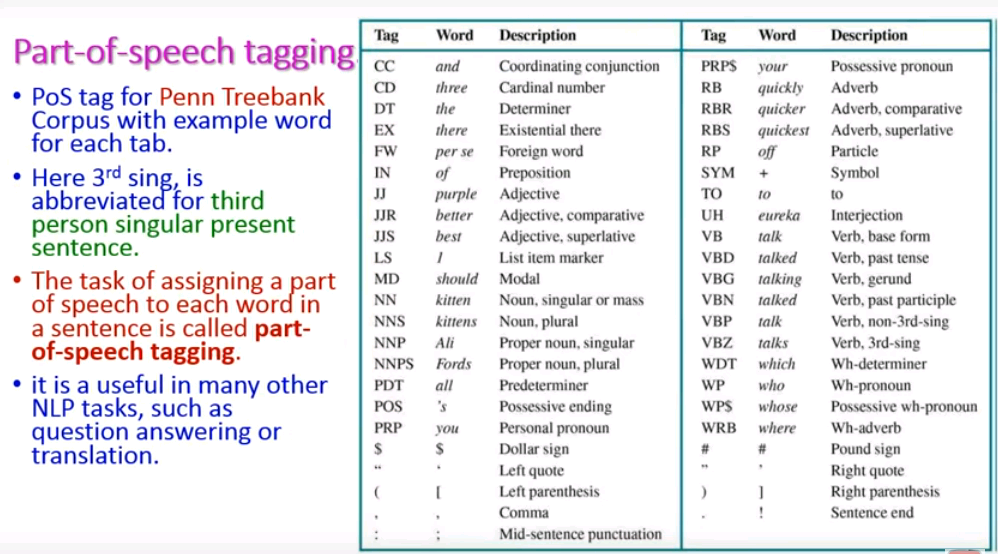 Part-of-speech tagging
• PoS tag for Penn Treebank
Corpus with example word
for each tab.
• Here 3rd sing, is
abbreviated for third
person singular present
sentence.
• The task of assigning a part
of speech to each word in
a sentence is called part-
of-speech tagging.
• it is a useful in many other
NLP tasks, such as
question answering or
translation.
Tag Word Description
CC and Coordinating conjunction
CD three Cardinal number
DT the Determiner
EX there Existential there
FW per se Foreign word
IN of Preposition
JJ purple Adjective
JJR better Adjective, comparative
JJS best Adjective, superlative
LS 1 List item marker
MD should Modal
NN kitten Noun, singular or mass
NNS kittens Noun, plural
NNP Ali Proper noun, singular
NNPS Fords Proper noun, plural
PDT all Predeterminer
POS 's Possessive ending
PRP you Personal pronoun
$ $ Dollar sign
“ ‘ Left quote
( [ Left parenthesis
, , Comma
: ; Mid-sentence punctuation
Tag Word Description
PRP$ your Possessive pronoun
RB quickly Adverb
RBR quicker Adverb, comparative
RBS quickest Adverb, superlative
RP off Particle
SYM + Symbol
TO to to
UH eureka Interjection
VB talk Verb, base form
VBD talked Verb, past tense
VBG talking Verb, gerund
VBN talked Verb, past participle
VBP talk Verb, non-3rd-sing
VBZ talks Verb, 3rd-sing
WDT which Wh-determiner
WP who Wh-pronoun
WP$ whose Possessive wh-pronoun
WRB where Wh-adverb
# # Pound sign
” ’ Right quote
) ] Right parenthesis
. ! Sentence end